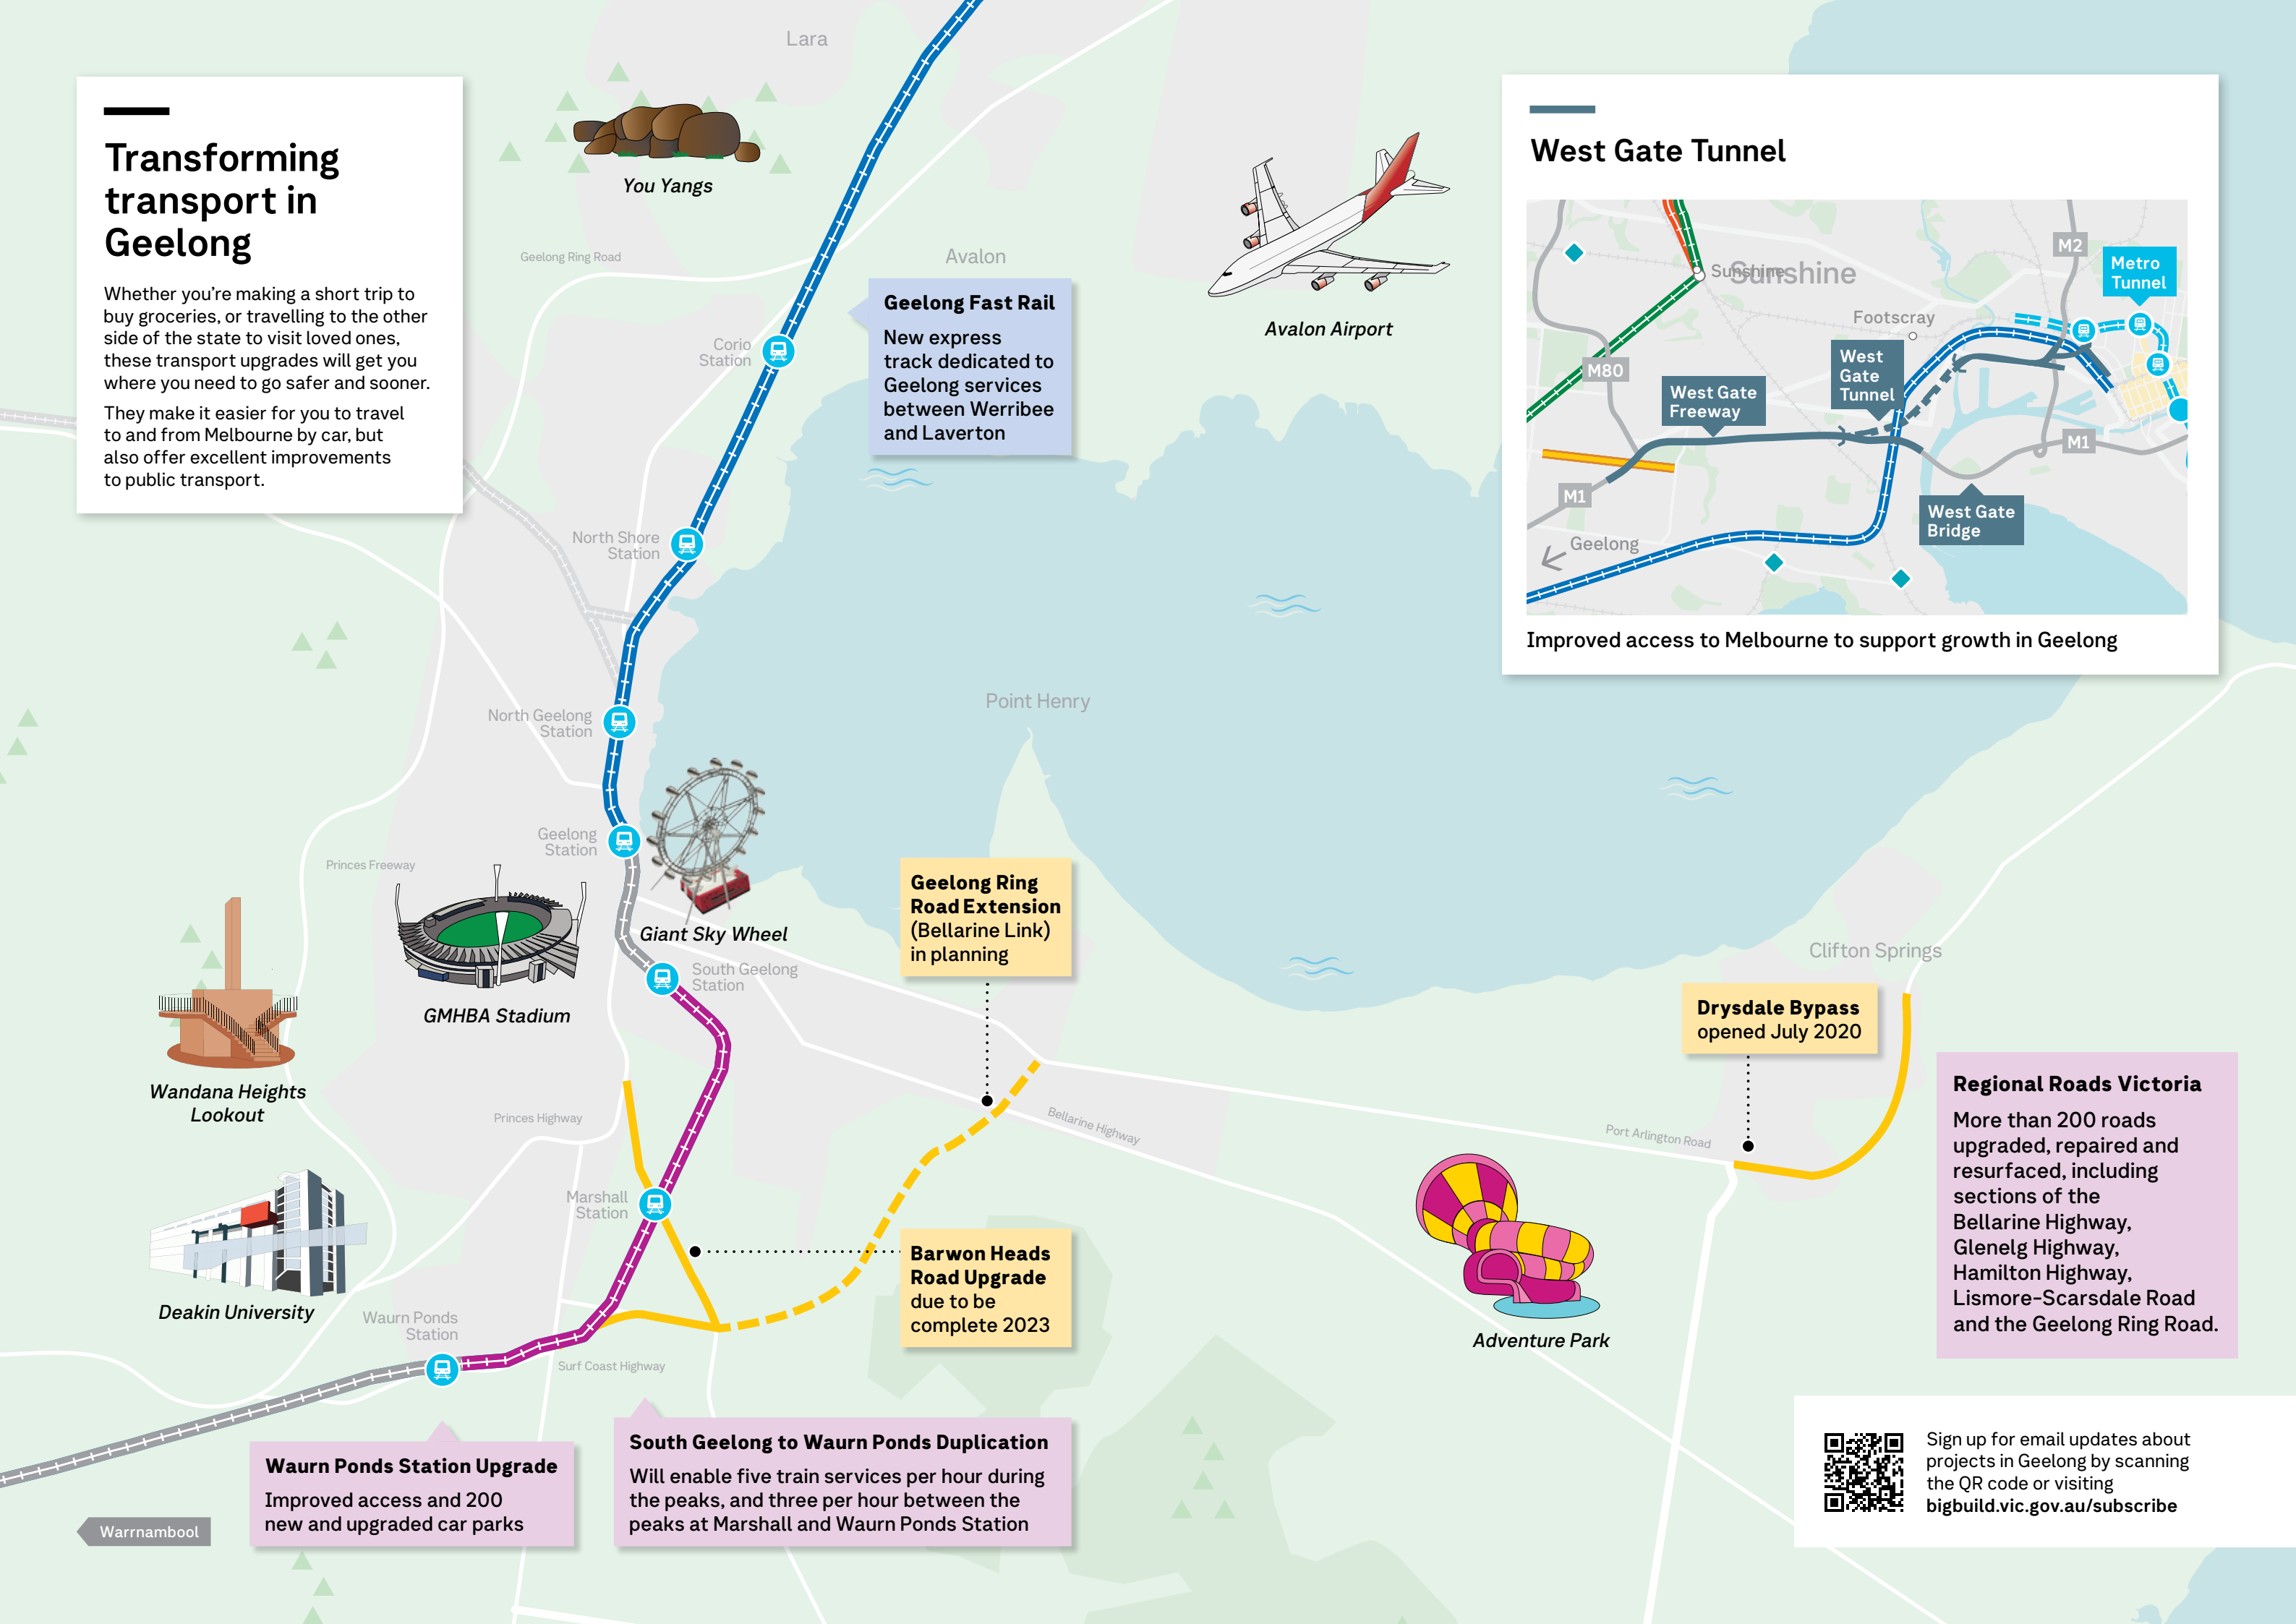 Transforming
transport in
Geelong
Whether you’re making a short trip to
buy groceries, or travelling to the other
side of the state to visit loved ones,
these transport upgrades will get you
where you need to go safer and sooner.
They make it easier for you to travel
to and from Melbourne by car, but
also offer excellent improvements
to public transport.
Lara
You Yangs
Geelong Ring Road
Avalon
Geelong Fast Rail
New express
track dedicated to
Geelong services
between Werribee
and Laverton
Avalon Airport
Corio
Station
North Shore
Station
North Geelong
Station
Geelong
Station
Point Henry
West Gate Tunnel
Sunshine
Sunshine
M2
Metro
Tunnel
Footscray
M80
West
Gate
Tunnel
West Gate
Freeway
M1
M1
West Gate
Bridge
Geelong
Improved access to Melbourne to support growth in Geelong
Princes Freeway
Giant Sky Wheel
GMHBA Stadium
South Geelong
Station
Geelong Ring
Road Extension
(Bellarine Link)
in planning
Clifton Springs
Drysdale Bypass
opened July 2020
Wandana Heights
Lookout
Princes Highway
Bellarine Highway
Port Arlington Road
Regional Roads Victoria
More than 200 roads
upgraded, repaired and
resurfaced, including
sections of the
Bellarine Highway,
Glenelg Highway,
Hamilton Highway,
Lismore-Scarsdale Road
and the Geelong Ring Road.
Marshall
Station
Barwon Heads
Road Upgrade
due to be
complete 2023
Deakin University
Waurn Ponds
Station
Surf Coast Highway
Adventure Park
Waurn Ponds Station Upgrade
Improved access and 200
new and upgraded car parks
South Geelong to Waurn Ponds Duplication
Will enable five train services per hour during
the peaks, and three per hour between the
peaks at Marshall and Waurn Ponds Station
Warrnambool
Sign up for email updates about
projects in Geelong by scanning
the QR code or visiting
bigbuild.vic.gov.au/subscribe